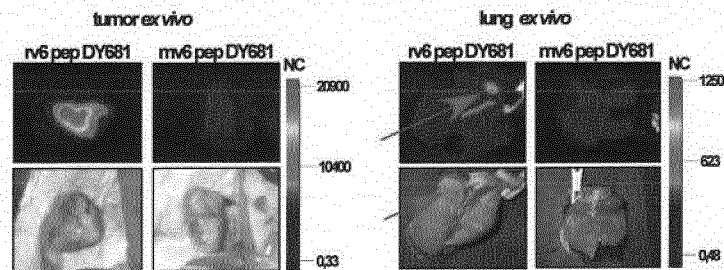 tumor ex vivo
lung ex vivo
rv6 pep DY681
mv6 pep DY681
NC
20900
10400
0,33
rv6 pep DY681
mv6 pep DY681
NC
1250
623
0,48